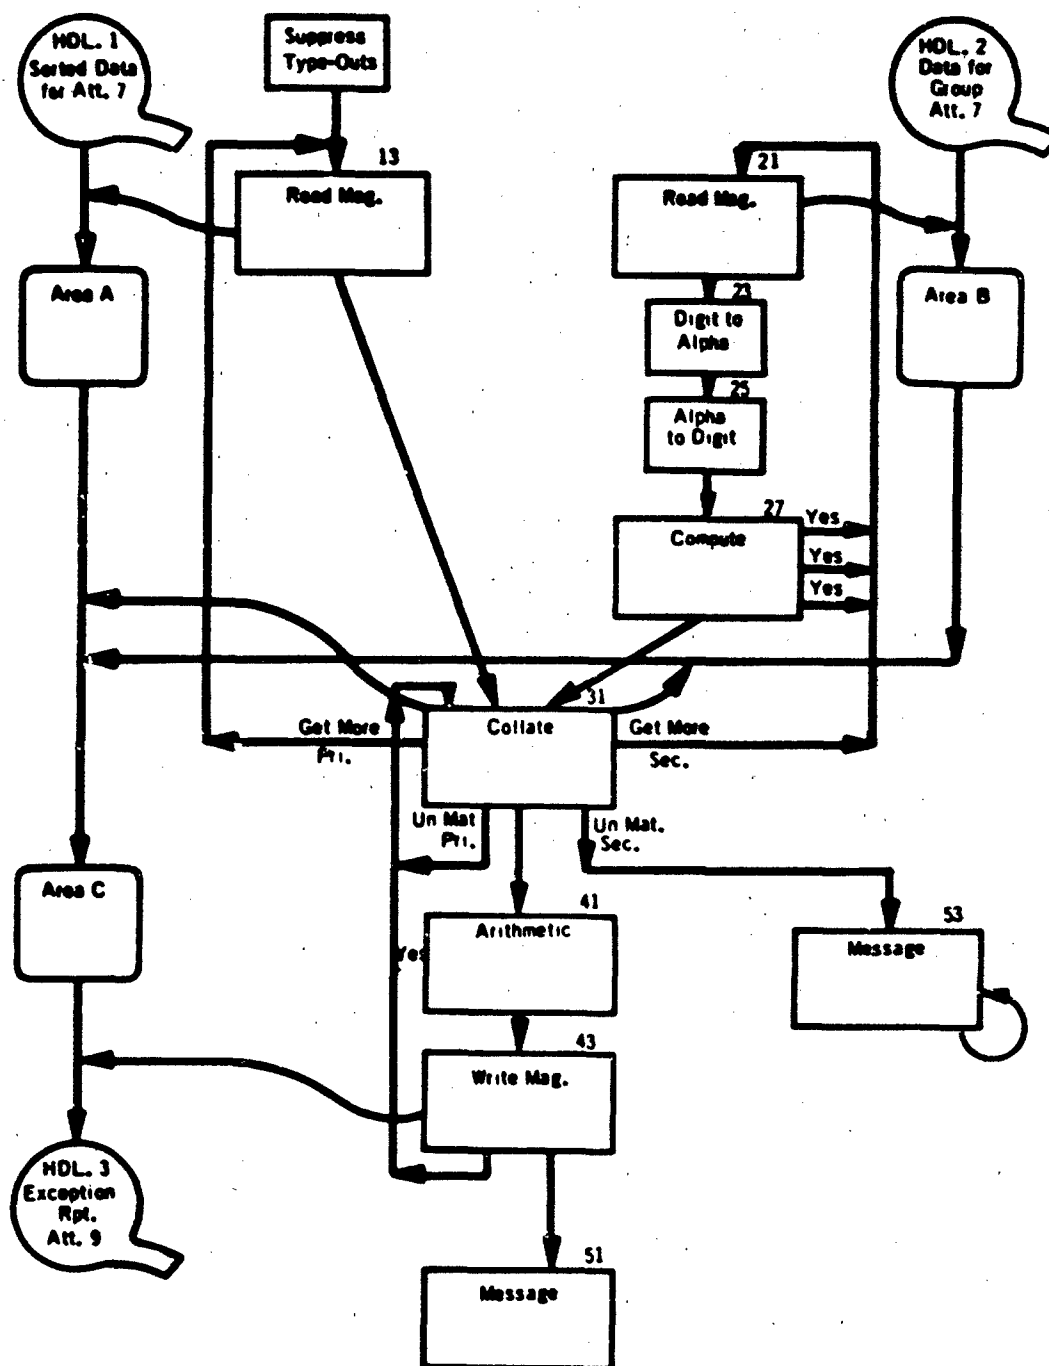 HDL. 1
Sorted Data
for Att. 7
Suppress
Type-Outs
HDL. 2
Data for
Group
Att. 7
13
Read Mag.
21
Read Mag.
Area A
23
Digit to
Alpha
Area B
25
Alpha
to Digit
27
Compute
Yes
Yes
Yes
31
Collate
Get More
Pri.
Get More
Sec.
Un Mat
Pri.
Un Mat.
Sec.
Area C
41
Arithmetic
Yes
53
Message
43
Write Mag.
HDL. 3
Exception
Rpt.
Att. 9
51
Message